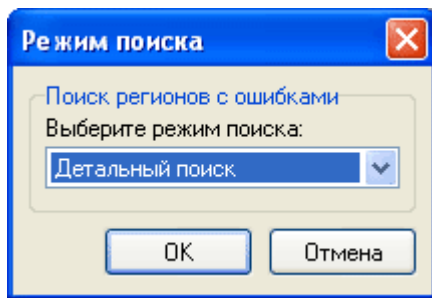 Режим поиска
Поиск регионов с ошибками
Выберите режим поиска:
Детальный поиск
OK
Отмена